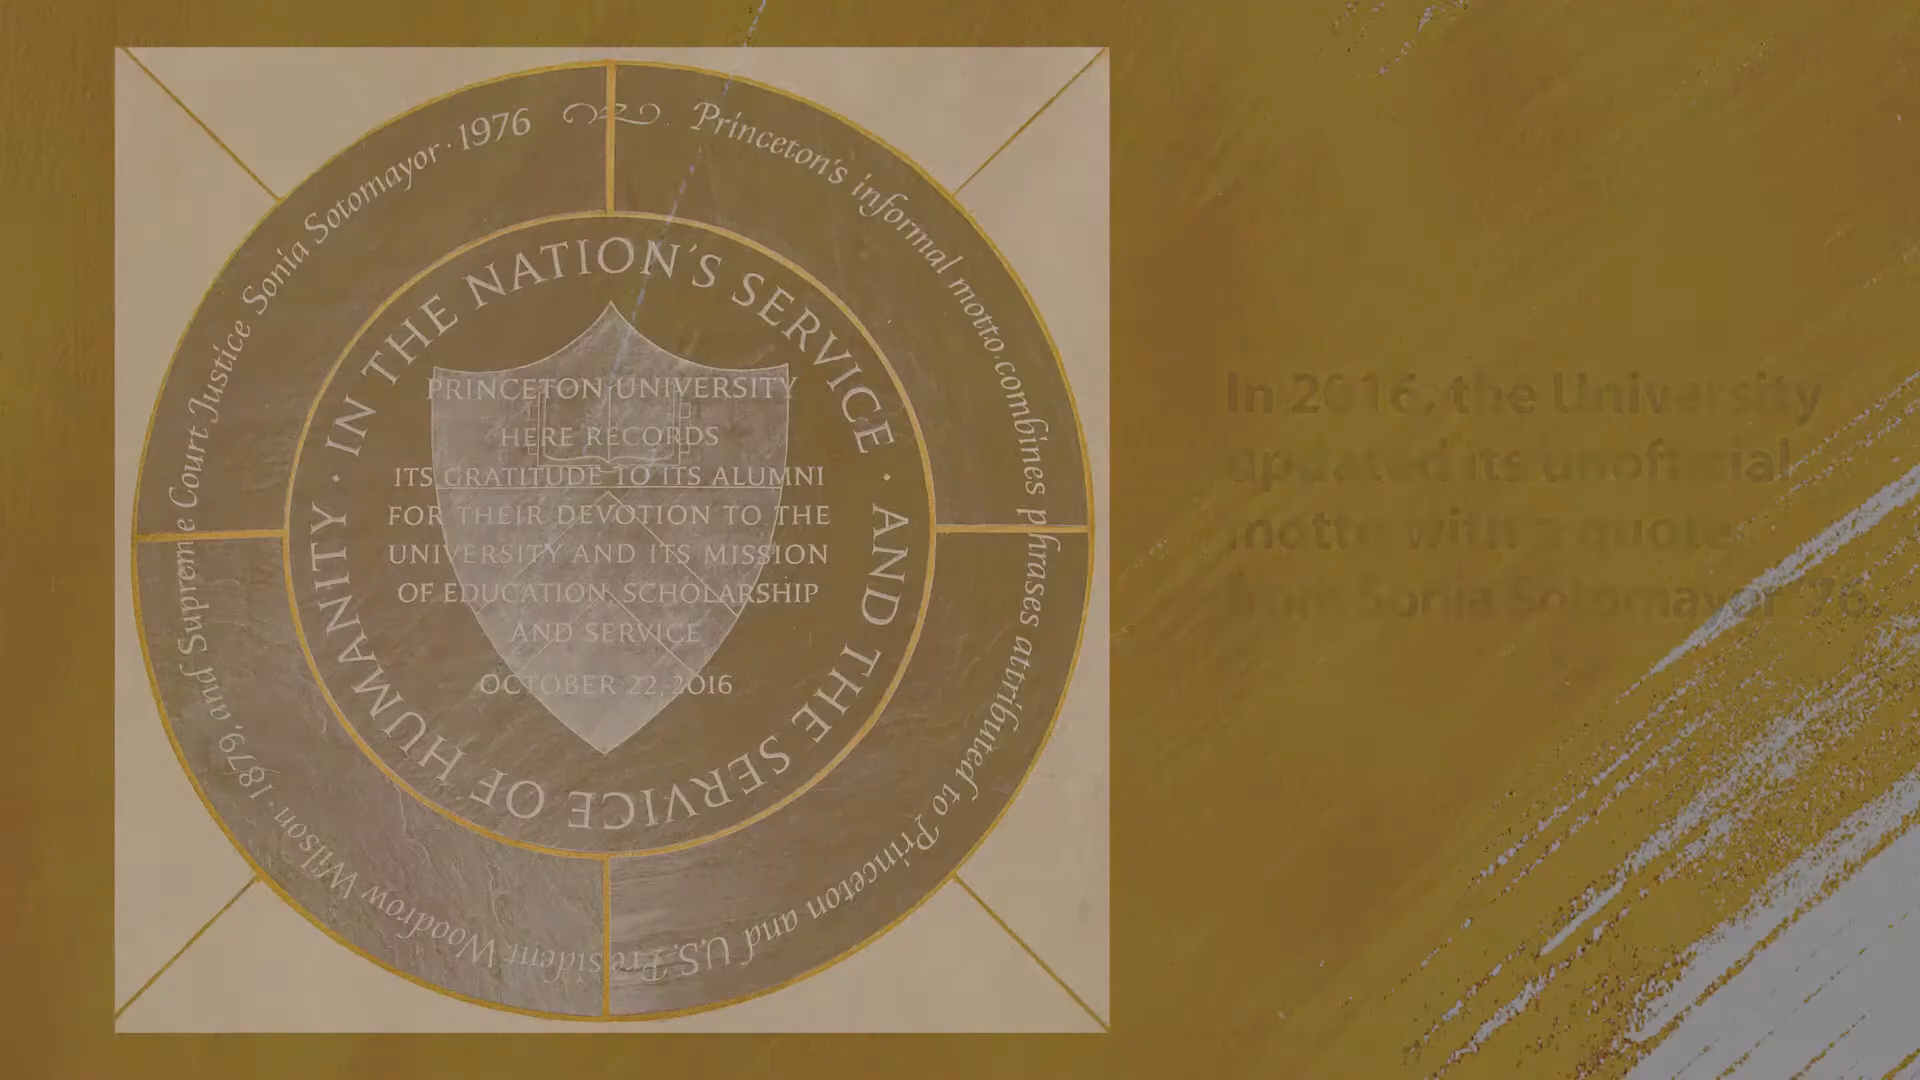 Princeton's informal motto combines phrases attributed to Princeton and U.S. President Woodrow Wilson · 1879, and Supreme Court Justice Sonia Sotomayor · 1976
IN THE NATION'S SERVICE · AND THE SERVICE OF HUMANITY ·
PRINCETON UNIVERSITY
HERE RECORDS
ITS GRATITUDE TO ITS ALUMNI
FOR THEIR DEVOTION TO THE
UNIVERSITY AND ITS MISSION
OF EDUCATION, SCHOLARSHIP
AND SERVICE
OCTOBER 22, 2016
In 2016, the University
updated its unofficial
motto with a quote
from Sonia Sotomayor '76.